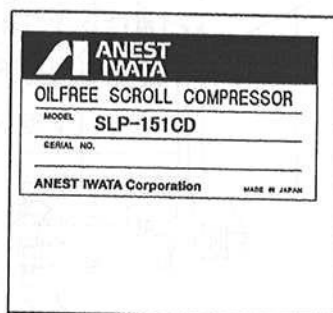 ANEST
IWATA
OILFREE SCROLL COMPRESSOR
MODEL SLP-151CD
SERIAL NO.
ANEST IWATA Corporation MADE IN JAPAN